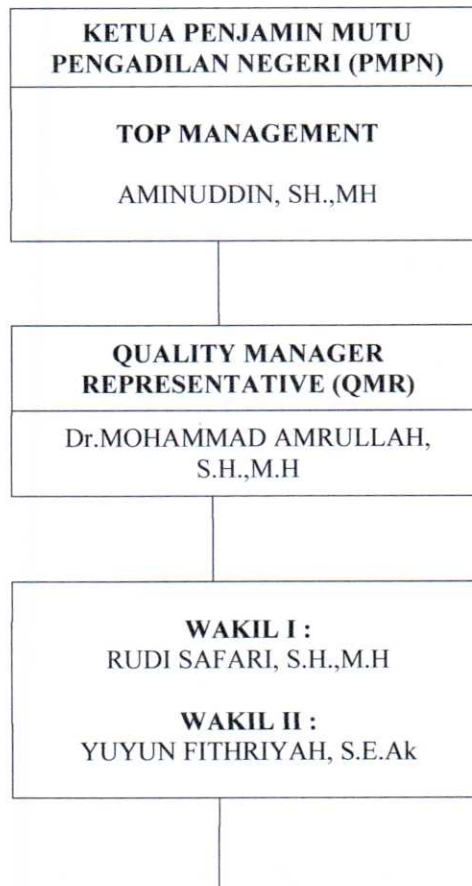 KETUA PENJAMIN MUTU
PENGADILAN NEGERI (PMPN)
TOP MANAGEMENT
AMINUDDIN, SH.,MH
QUALITY MANAGER
REPRESENTATIVE (QMR)
Dr.MOHAMMAD AMRULLAH,
S.H.,M.H
WAKIL I :
RUDI SAFARI, S.H.,M.H
WAKIL II :
YUYUN FITHRIYAH, S.E.Ak